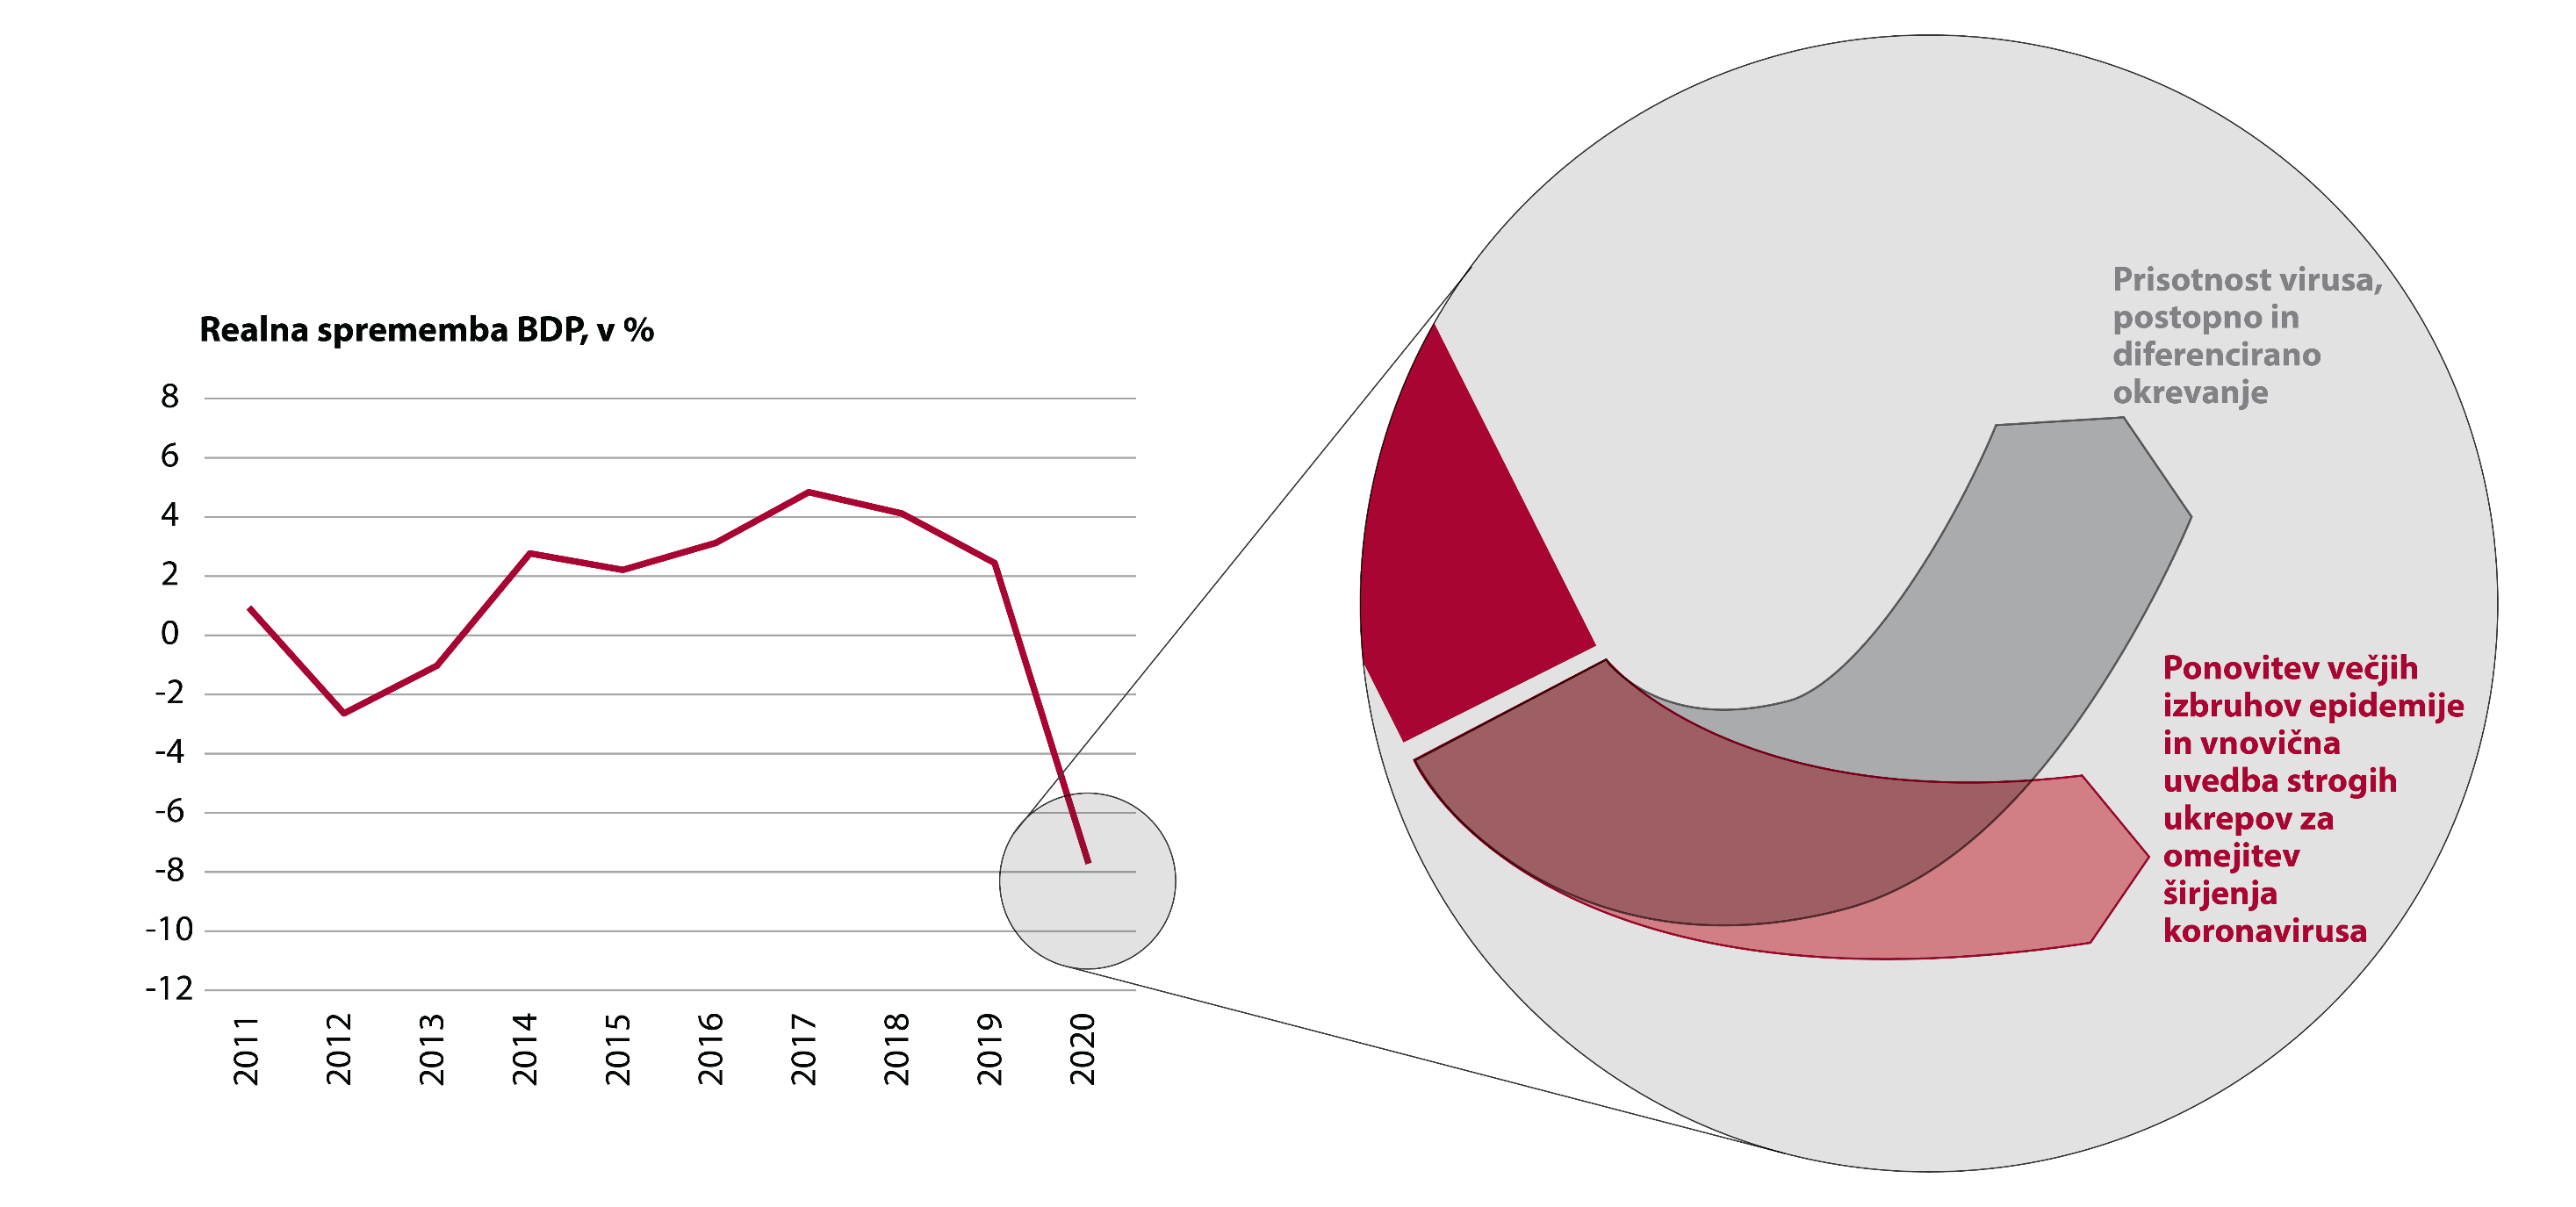 Realna sprememba BDP, v %
8
6
4
2
0
-2
-4
-6
-8
-10
-12
2011
2012
2013
2014
2015
2016
2017
2018
2019
2020
Prisotnost virusa,
postopno in
diferencirano
okrevanje
Ponovitev večjih
izbruhov epidemije
in vnovična
uvedba strogih
ukrepov za
omejitev
širjenja
koronavirusa